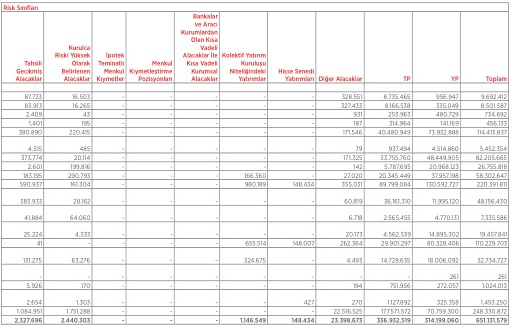 Risk Sınıfları
Tahsili Gecikmiş Alacaklar
Kurulca Riski Yüksek Olarak Belirlenen Alacaklar
İpotek Teminatlı Menkul Kıymetler
Menkul Kıymetleştirme Pozisyonları
Bankalar ve Aracı Kurumlardan Olan Kısa Vadeli Alacaklar İle Kısa Vadeli Kurumsal Alacaklar
Kolektif Yatırım Kuruluşu Niteliğindeki Yatırımlar
Hisse Senedi Yatırımları
Diğer Alacaklar
TP
YP
Toplam
87.723 16.503 - - - - - 328.551 8.735.465 956.947 9.692.412
83.913 16.265 - - - - - 327.433 8.166.538 335.049 8.501.587
2.409 43 - - - - - 931 253.963 480.729 734.692
1.401 195 - - - - - 187 314.964 141.169 456.133
380.890 220.415 - - - - - 171.546 40.480.949 73.932.888 114.413.837
4.515 485 - - - - - 79 937.494 4.514.860 5.452.354
373.774 20.114 - - - - - 171.325 33.755.760 48.449.905 82.205.665
2.601 199.816 - - - - - 142 5.787.695 20.968.123 26.755.818
183.195 290.793 - - - 166.360 - 27.020 20.345.449 37.957.198 58.302.647
590.937 161.304 - - - 980.189 148.434 355.031 89.799.084 130.592.727 220.391.811
383.933 28.162 - - - - - 60.819 36.161.310 11.995.120 48.156.430
41.884 64.060 - - - - - 6.718 2.565.455 4.770.131 7.335.586
25.224 4.333 - - - - - 20.173 4.562.539 14.895.302 19.457.841
41 - - - - 655.514 148.007 262.364 29.901.297 80.328.406 110.229.703
131.275 63.276 - - - 324.675 - 4.493 14.728.635 18.006.092 32.734.727
- - - - - - - - - 261 261
5.926 170 - - - - - 194 751.956 272.057 1.024.013
2.654 1.303 - - - - 427 270 1.127.892 325.358 1.453.250
1.084.951 1.751.288 - - - - - 22.516.525 177.571.572 70.759.300 248.330.872
2.327.696 2.440.303 - - - 1.146.549 148.434 23.398.673 336.932.519 314.199.060 651.131.579